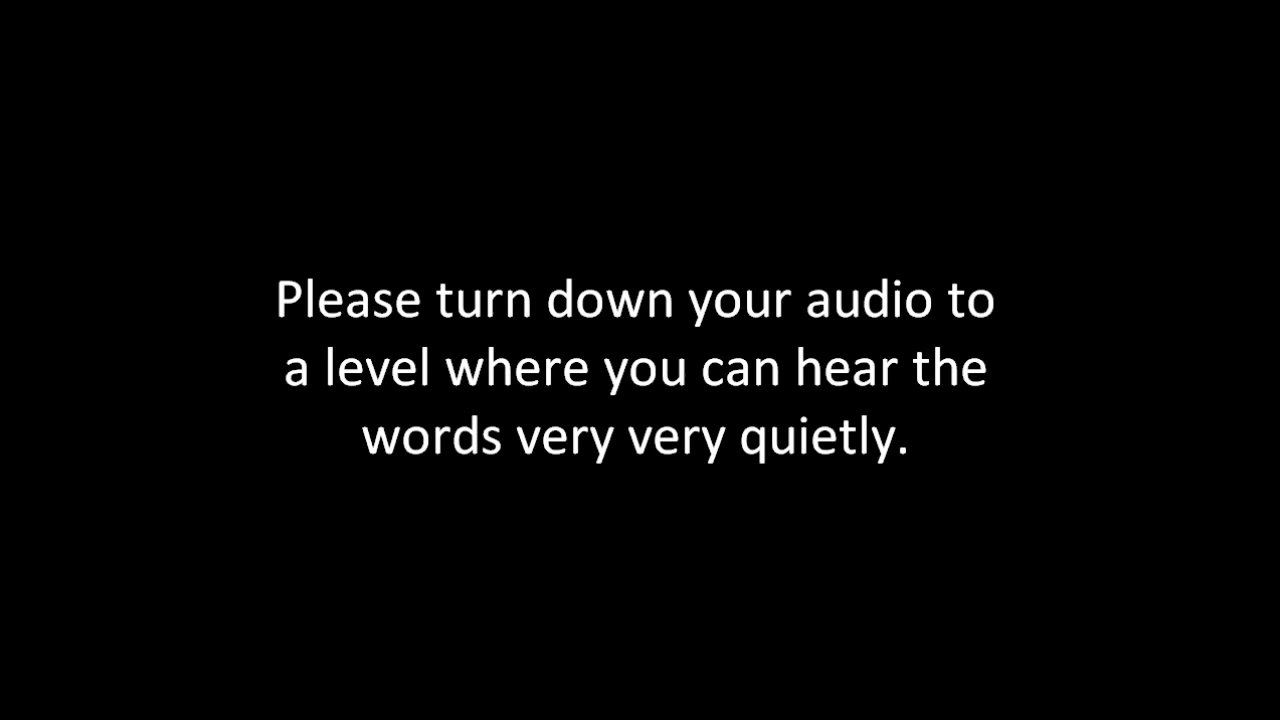 Please turn down your audio to
a level where you can hear the
words very very quietly.